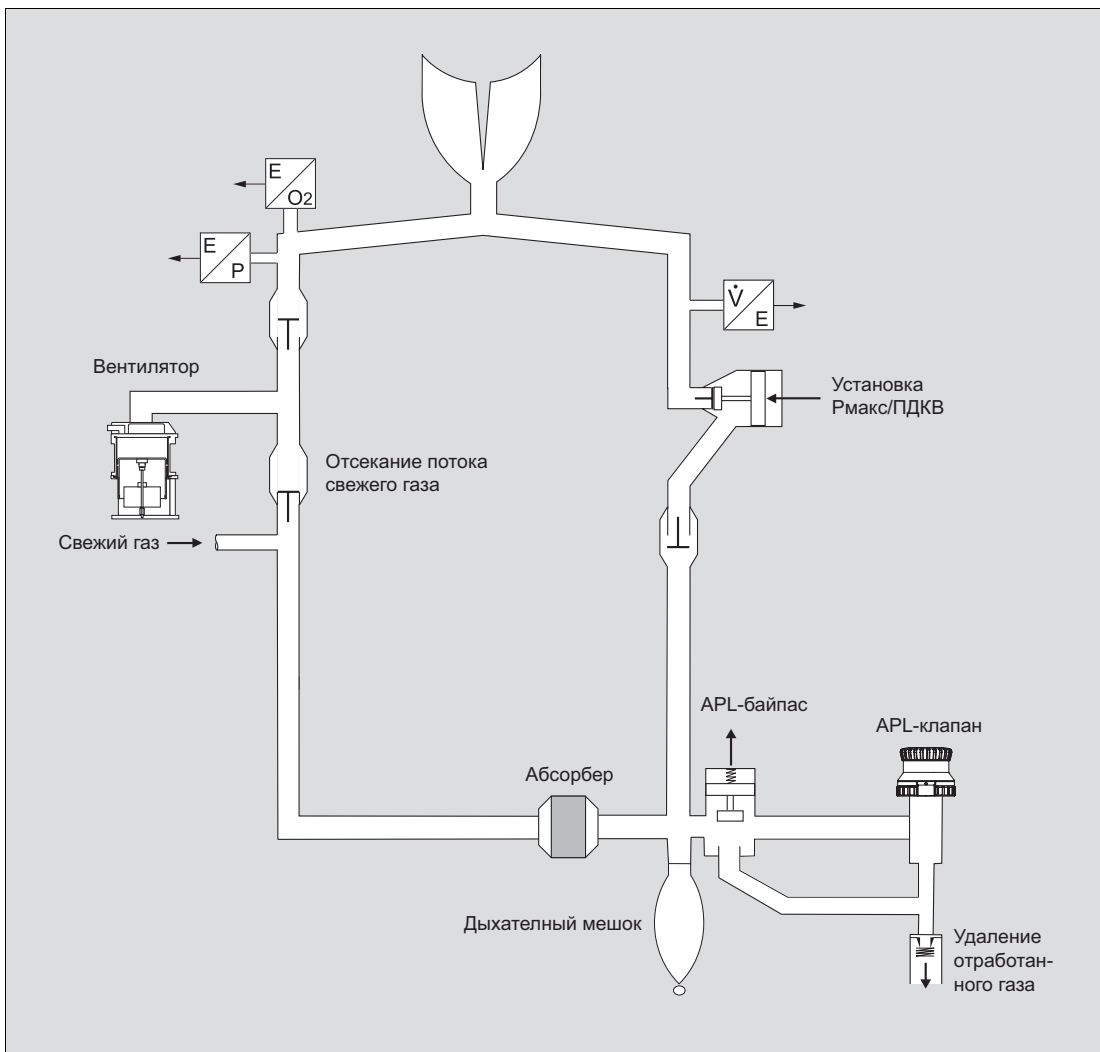 E
O2
E
P
V̇
E
Вентилятор
Установка
Pмакс/ПДКВ
Отсекание потока
свежего газа
Свежий газ
APL-байпас
APL-клапан
Абсорбер
Дыхателный мешок
Удаление
отработан-
ного газа